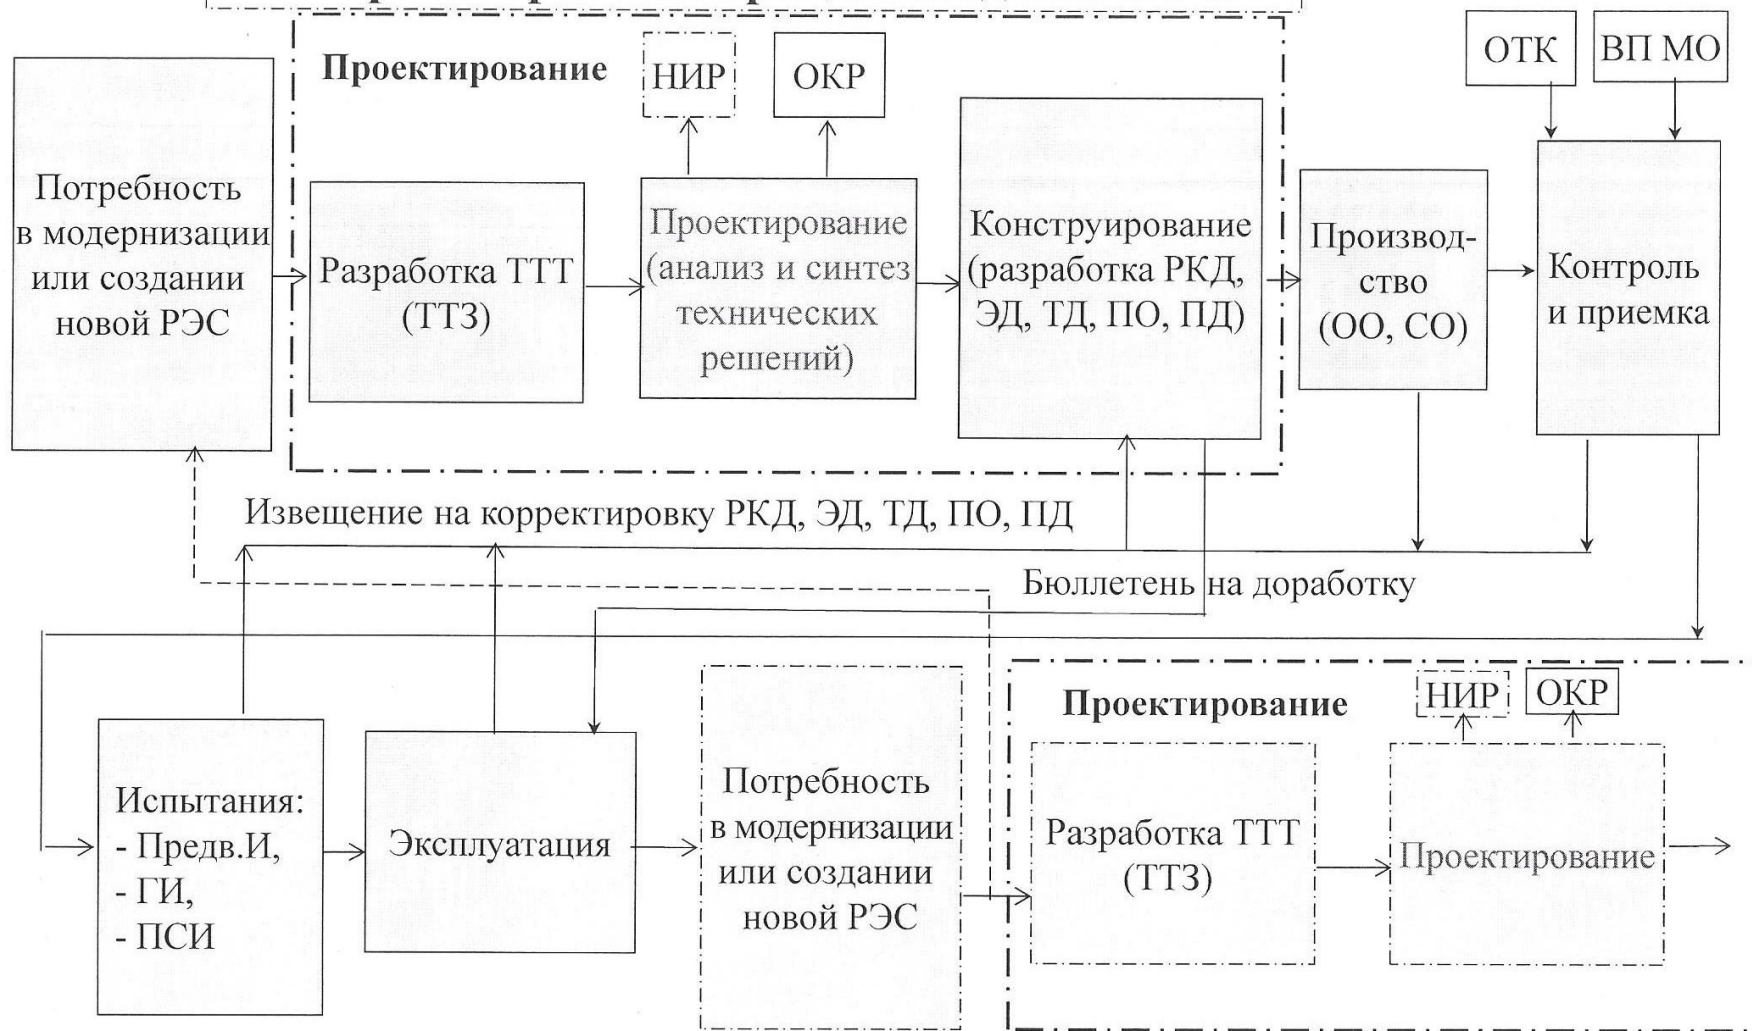 Проектирование
НИР
ОКР
ОТК
ВП МО
Потребность
в модернизации
или создании
новой РЭС
Разработка ТТТ
(ТТЗ)
Проектирование
(анализ и синтез
технических
решений)
Конструирование
(разработка РКД,
ЭД, ТД, ПО, ПД)
Производ-
ство
(ОО, СО)
Контроль
и приемка
Извещение на корректировку РКД, ЭД, ТД, ПО, ПД
Бюллетень на доработку
Испытания:
- Предв.И,
- ГИ,
- ПСИ
Эксплуатация
Потребность
в модернизации
или создании
новой РЭС
Проектирование
НИР
ОКР
Разработка ТТТ
(ТТЗ)
Проектирование